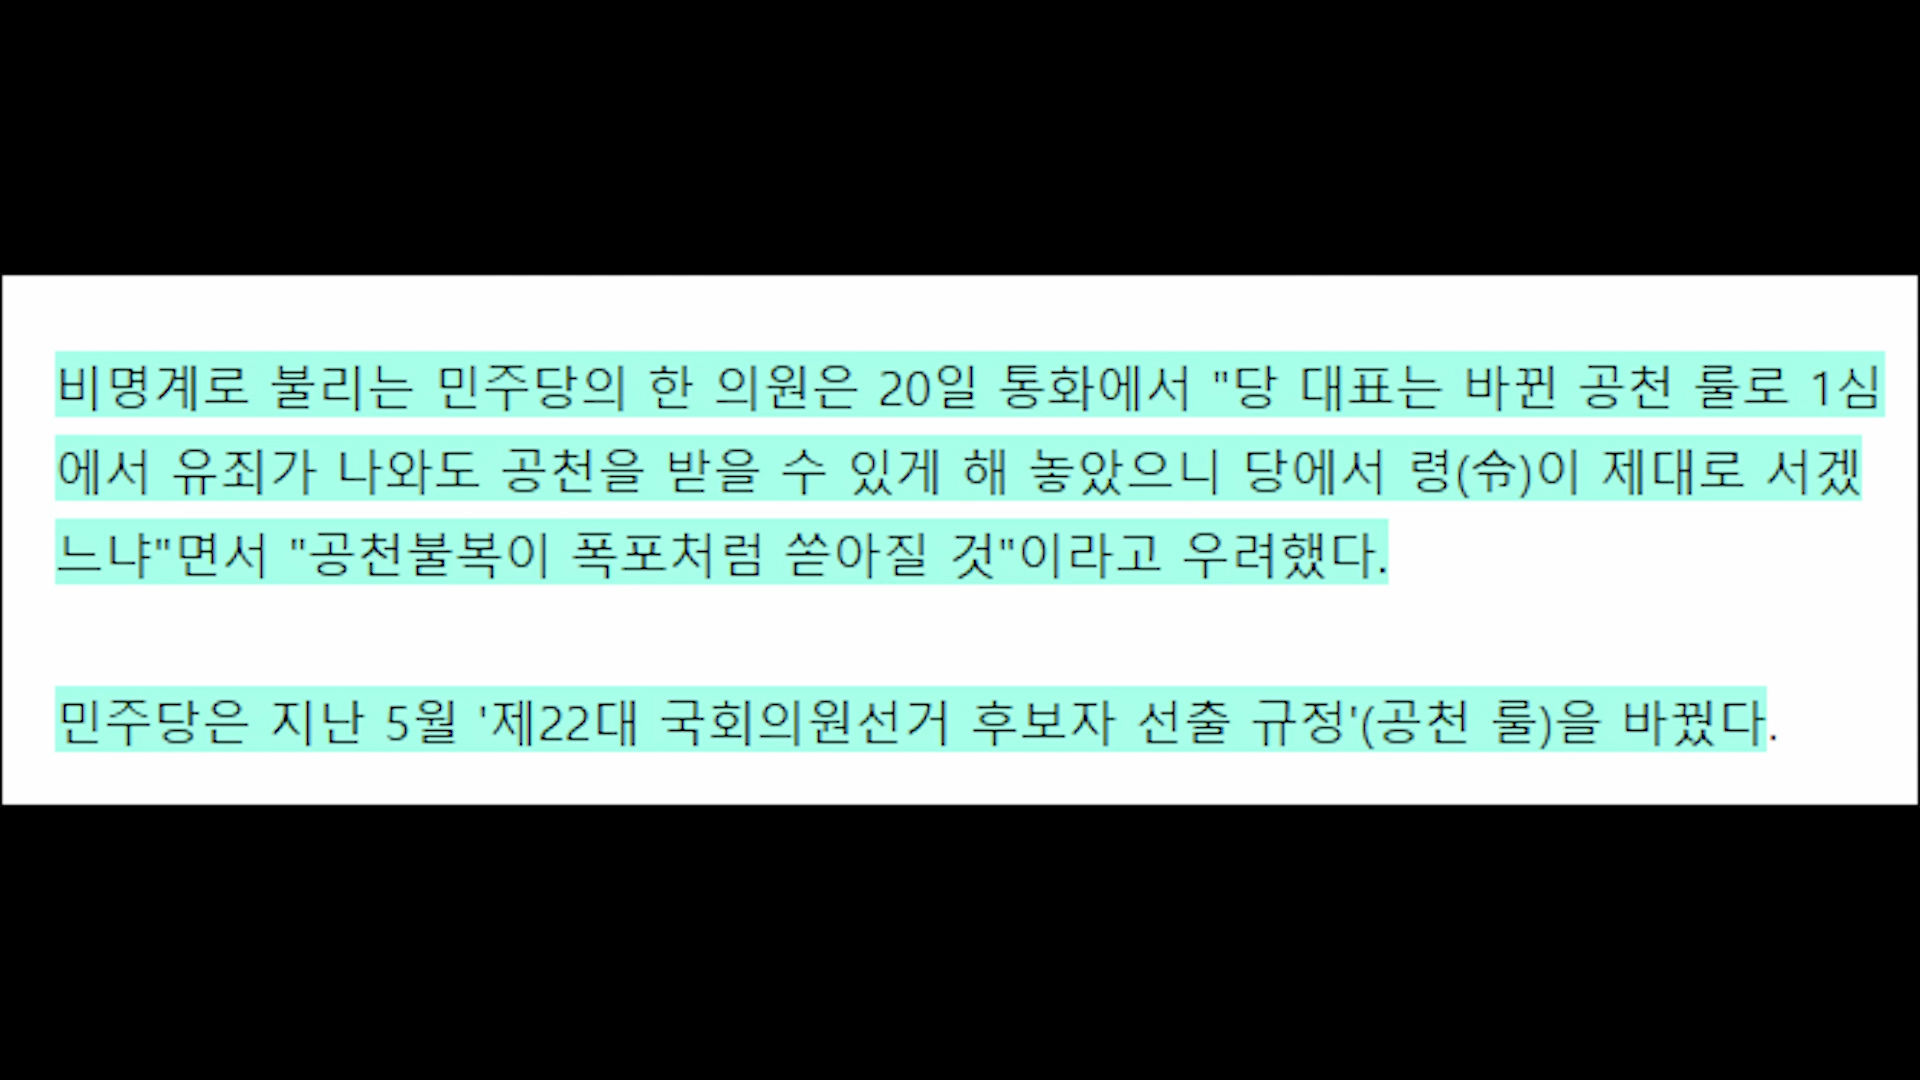 비명계로 불리는 민주당의 한 의원은 20일 통화에서 "당 대표는 바뀐 공천 룰로 1심
에서 유죄가 나와도 공천을 받을 수 있게 해 놓았으니 당에서 령(令)이 제대로 서겠
느냐"면서 "공천불복이 폭포처럼 쏟아질 것"이라고 우려했다.
민주당은 지난 5월 '제22대 국회의원선거 후보자 선출 규정'(공천 룰)을 바꿨다.